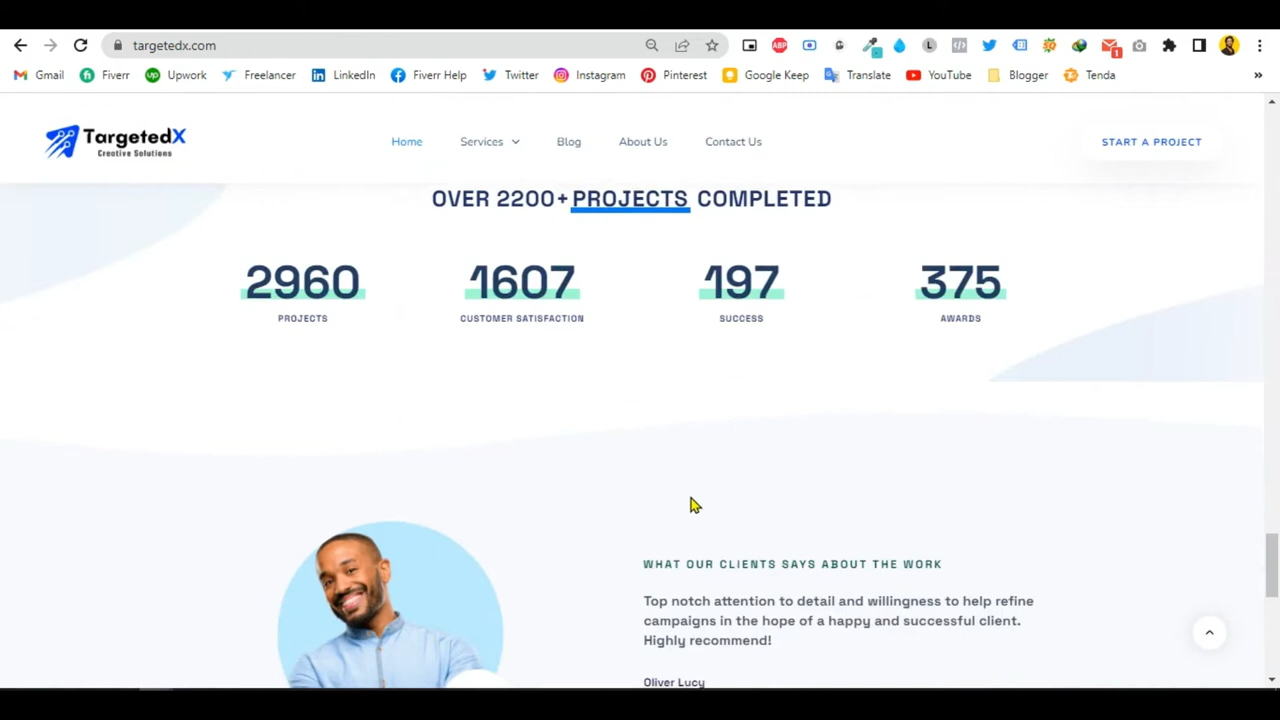 targetedx.com
ABP
L
1
Gmail
Fiverr
Upwork
Freelancer
LinkedIn
Fiverr Help
Twitter
Instagram
Pinterest
Google Keep
Translate
YouTube
Blogger
Tenda
»
TargetedX
Creative Solutions
Home
Services
Blog
About Us
Contact Us
START A PROJECT
OVER 2200+ PROJECTS COMPLETED
2960
1607
197
375
PROJECTS
CUSTOMER SATISFACTION
SUCCESS
AWARDS
WHAT OUR CLIENTS SAYS ABOUT THE WORK
Top notch attention to detail and willingness to help refine
campaigns in the hope of a happy and successful client.
Highly recommend!
Oliver Lucy